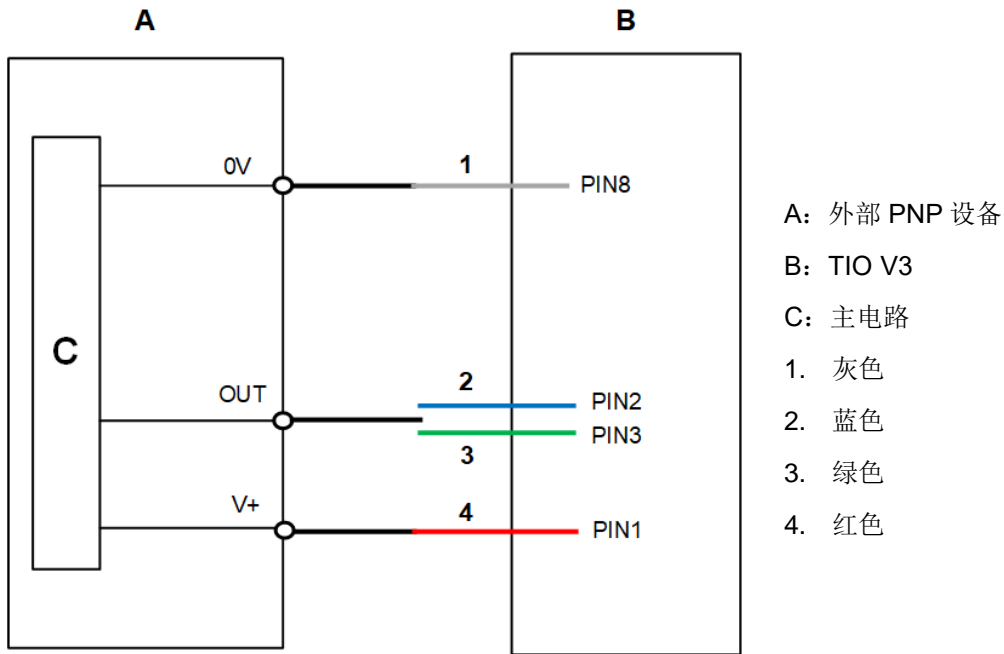 A
B
0V
1
PIN8
C
OUT
2
PIN2
PIN3
3
V+
4
PIN1
A：外部 PNP 设备
B：TIO V3
C：主电路
1. 灰色
2. 蓝色
3. 绿色
4. 红色